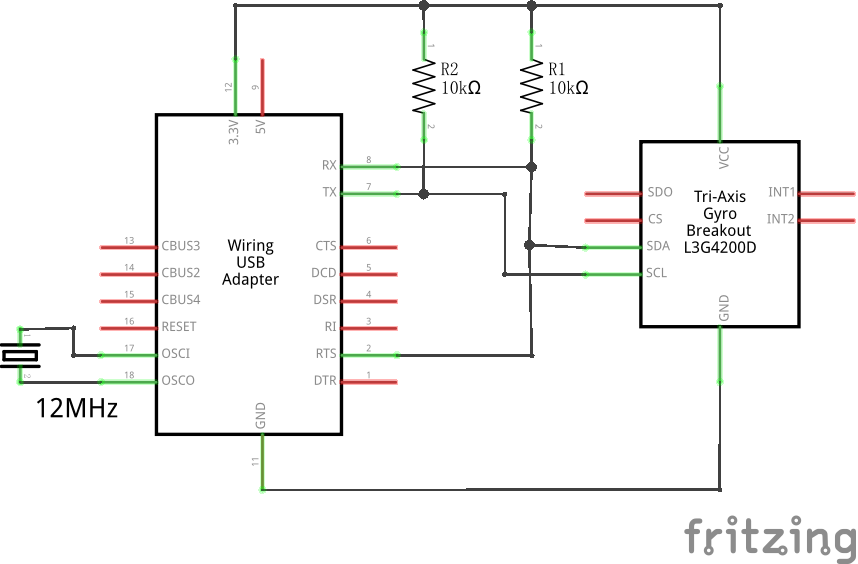 12
3.3V
9
5V
1
R2
10kΩ
2
1
R1
10kΩ
2
RX
8
TX
7
13
CBUS3
14
CBUS2
15
CBUS4
16
RESET
17
OSCI
18
OSCO
Wiring
USB
Adapter
CTS
6
DCD
5
DSR
4
RI
3
RTS
2
DTR
1
GND
11
1
2
12MHz
VCC
SDO
CS
SDA
SCL
Tri-Axis
Gyro
Breakout
L3G4200D
INT1
INT2
GND
fritzing